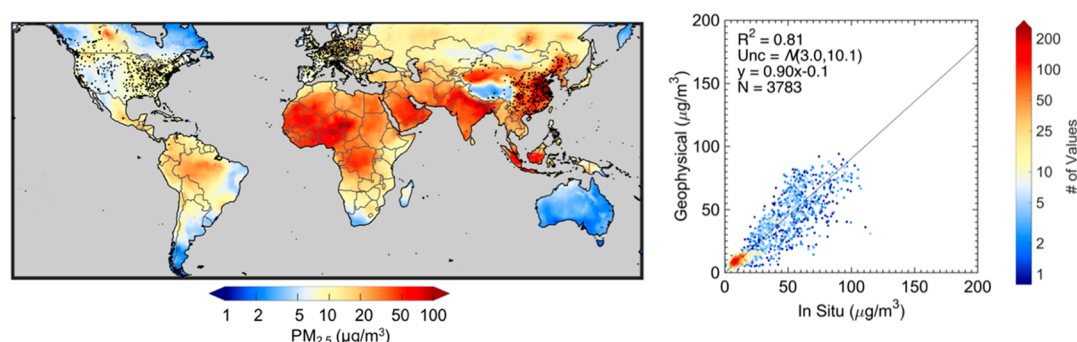 1 2 5 10 20 50 100
PM2.5 (µg/m³)
R² = 0.81
Unc = N(3.0,10.1)
y = 0.90x-0.1
N = 3783
200
150
100
50
0
Geophysical (µg/m³)
0 50 100 150 200
In Situ (µg/m³)
200
100
50
25
10
5
2
1
# of Values